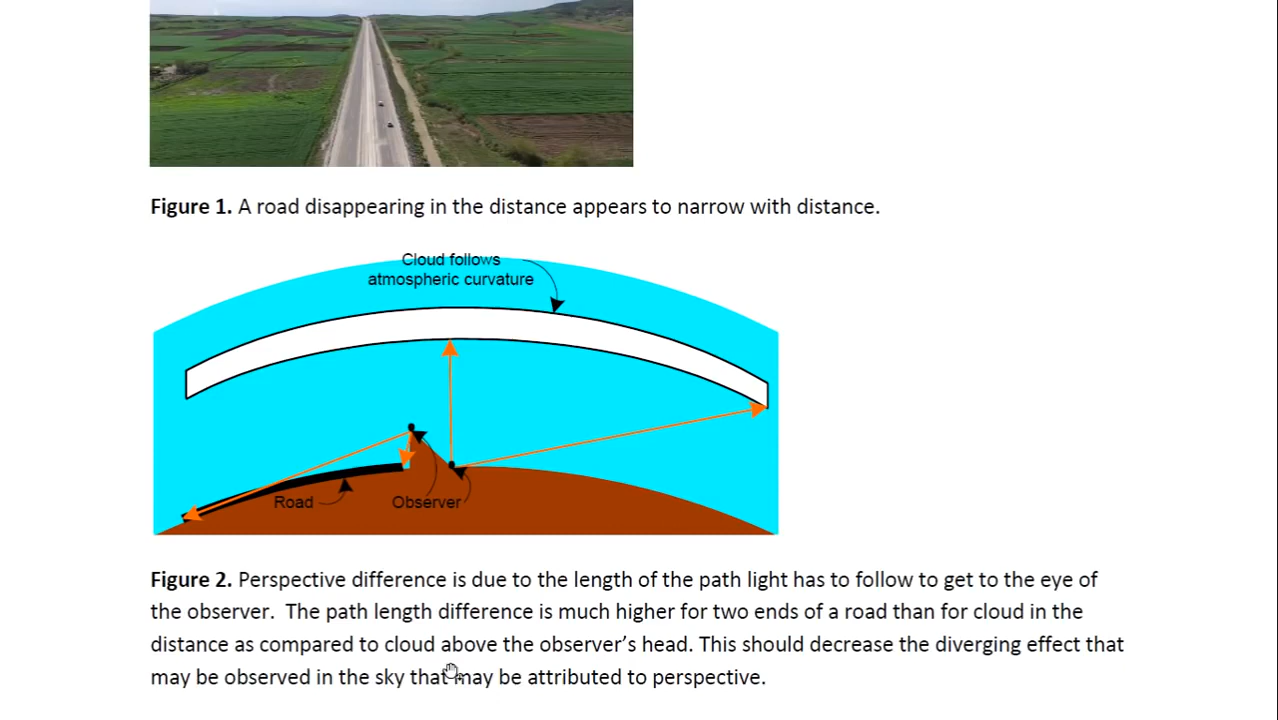 Figure 1. A road disappearing in the distance appears to narrow with distance.
Cloud follows
atmospheric curvature
Road
Observer
Figure 2. Perspective difference is due to the length of the path light has to follow to get to the eye of
the observer. The path length difference is much higher for two ends of a road than for cloud in the
distance as compared to cloud above the observer's head. This should decrease the diverging effect that
may be observed in the sky that may be attributed to perspective.